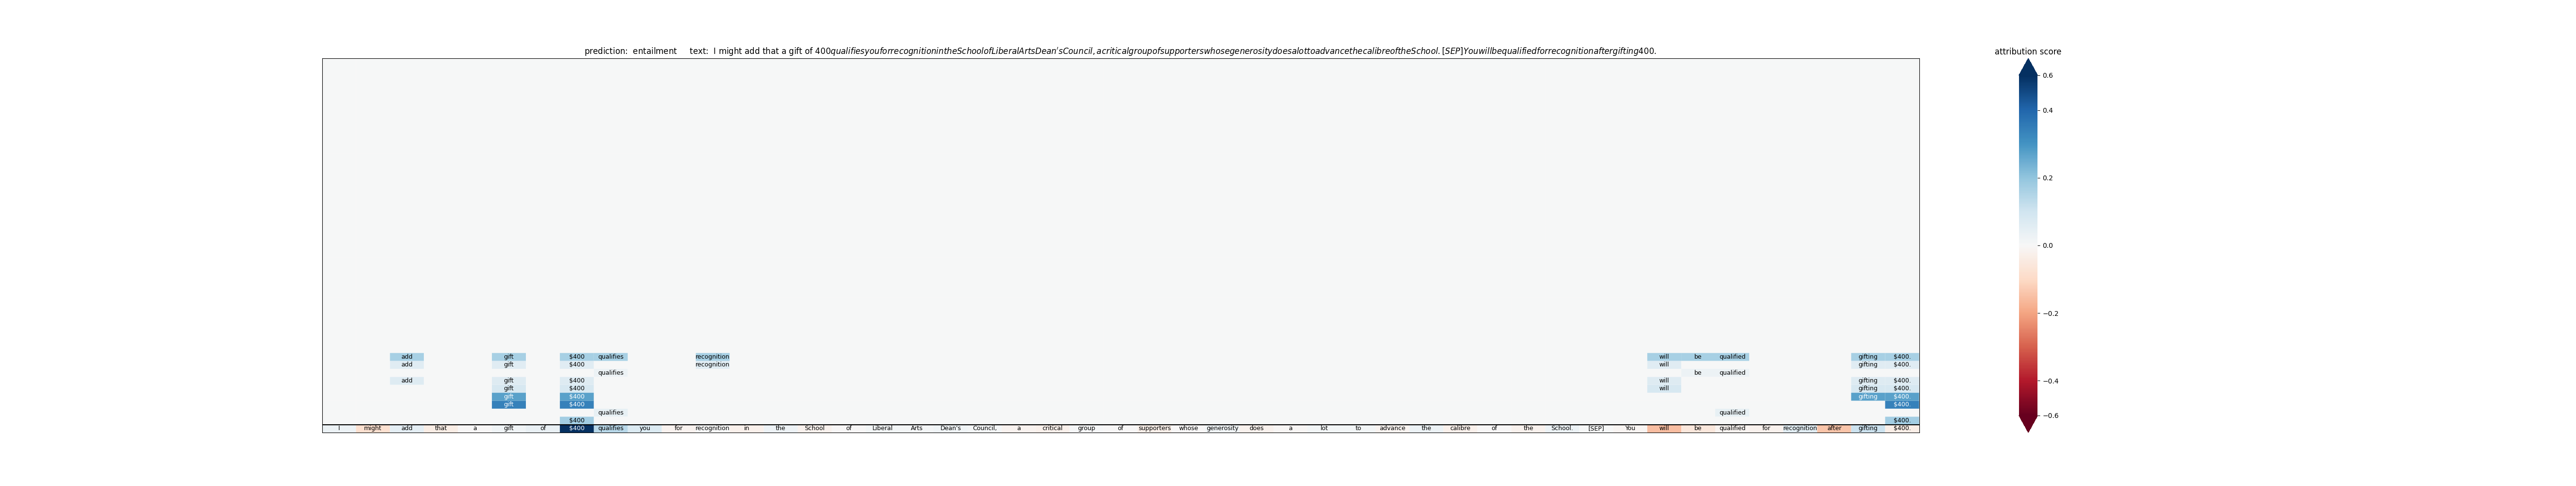 prediction: entailment text: I might add that a gift of 400qualifiesyouforrecognitionintheSchoolofLiberalArtsDean'sCouncil,acriticalgroupofsupporterswhosegenerositydoesalottoadvancethecalibreoftheSchool.[SEP]Youwillbequalifiedforrecognitionaftergifting400.
attribution score
0.6
0.4
0.2
0.0
−0.2
−0.4
−0.6
add gift $400 qualifies recognition will be qualified gifting $400.
add gift $400 recognition will gifting $400.
qualifies be qualified
add gift $400 will gifting $400.
gift $400 will gifting $400.
gift $400 gifting $400.
gift $400 $400.
qualifies qualified
$400 $400.
I might add that a gift of $400 qualifies you for recognition in the School of Liberal Arts Dean's Council, a critical group of supporters whose generosity does a lot to advance the calibre of the School. [SEP] You will be qualified for recognition after gifting $400.